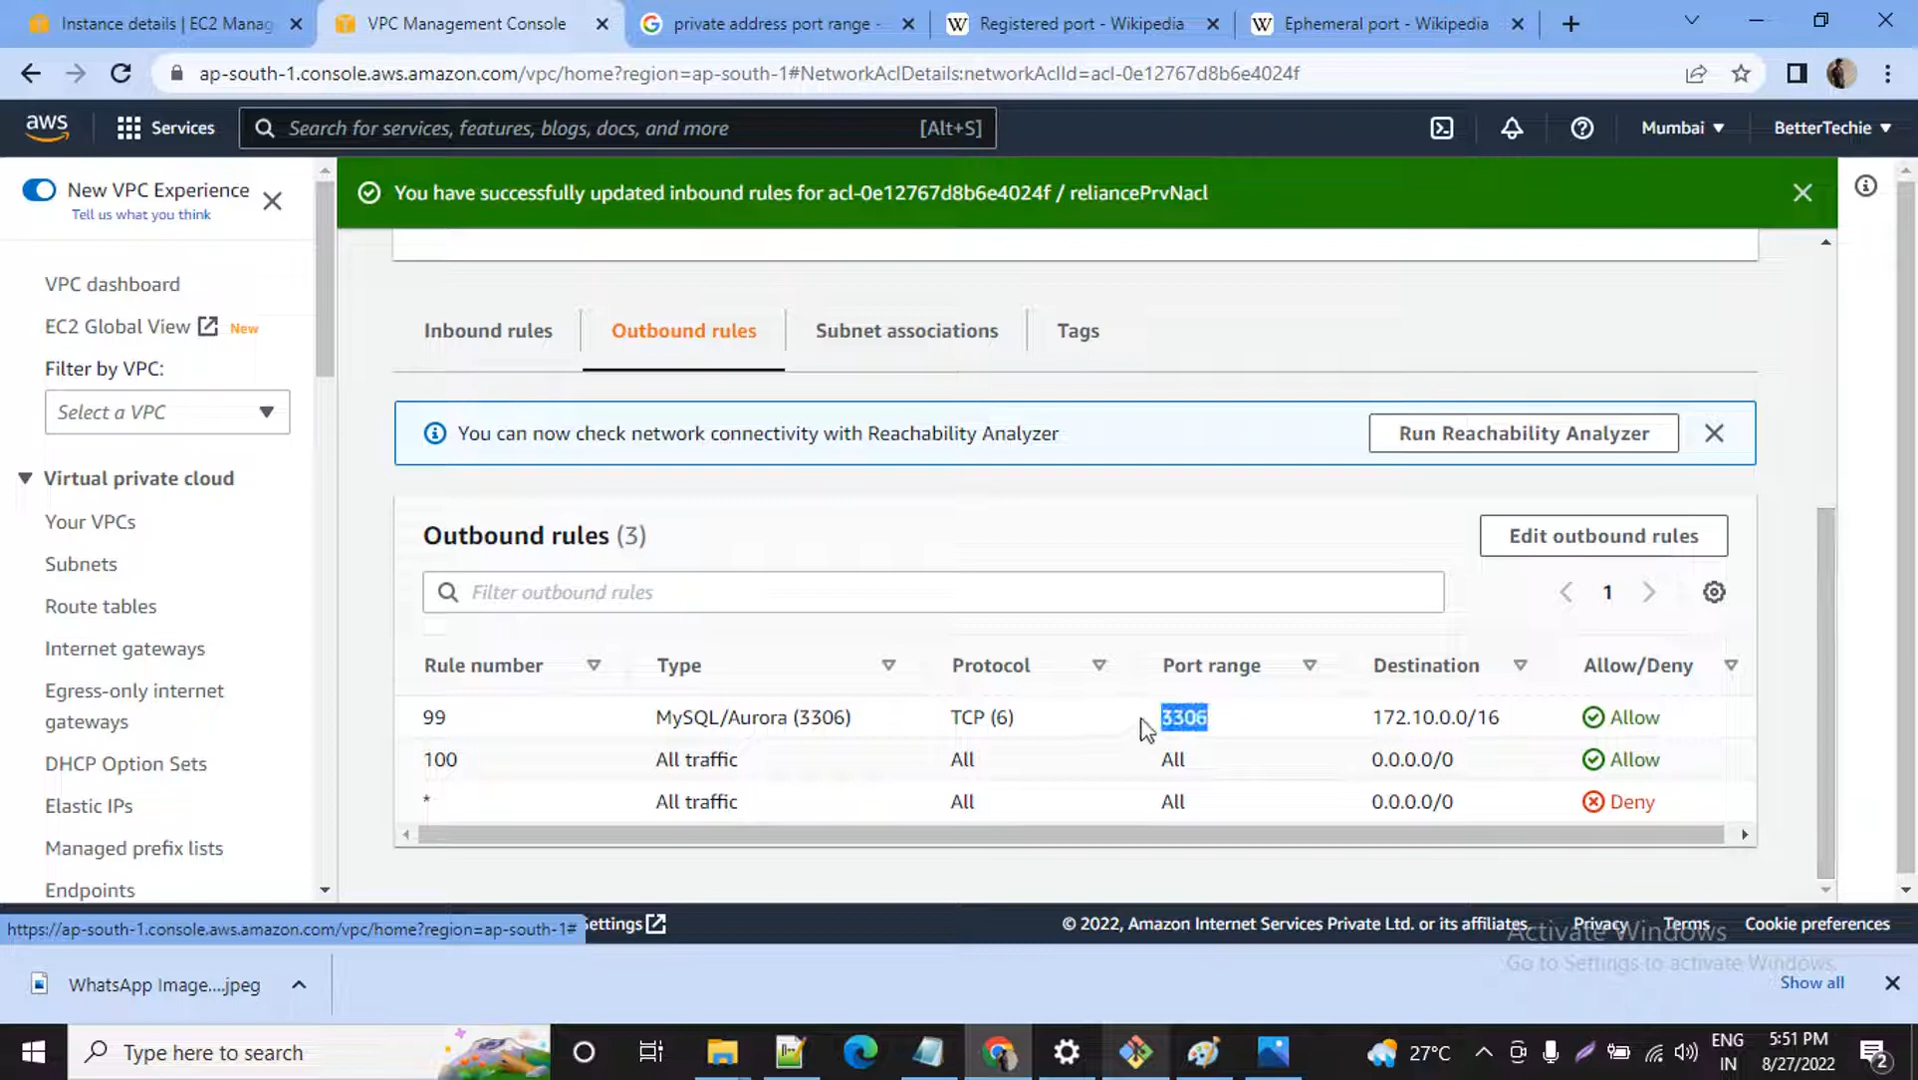 Instance details | EC2 Manag
VPC Management Console
private address port range -
Registered port - Wikipedia
Ephemeral port - Wikipedia
ap-south-1.console.aws.amazon.com/vpc/home?region=ap-south-1#NetworkAclDetails:networkAclId=acl-0e12767d8b6e4024f
aws
Services
Search for services, features, blogs, docs, and more
[Alt+S]
Mumbai
BetterTechie
New VPC Experience
Tell us what you think
You have successfully updated inbound rules for acl-0e12767d8b6e4024f / reliancePrvNacl
VPC dashboard
EC2 Global View
New
Filter by VPC:
Select a VPC
Virtual private cloud
Your VPCs
Subnets
Route tables
Internet gateways
Egress-only internet
gateways
DHCP Option Sets
Elastic IPs
Managed prefix lists
Endpoints
Inbound rules
Outbound rules
Subnet associations
Tags
You can now check network connectivity with Reachability Analyzer
Run Reachability Analyzer
Outbound rules (3)
Edit outbound rules
Filter outbound rules
1
Rule number Type Protocol Port range Destination Allow/Deny
99 MySQL/Aurora (3306) TCP (6) 3306 172.10.0.0/16 Allow
100 All traffic All All 0.0.0.0/0 Allow
* All traffic All All 0.0.0.0/0 Deny
https://ap-south-1.console.aws.amazon.com/vpc/home?region=ap-south-1#
Settings
© 2022, Amazon Internet Services Private Ltd. or its affiliates.
Privacy
Terms
Cookie preferences
Activate Windows
Go to Settings to activate Windows.
WhatsApp Image....jpeg
Show all
Type here to search
27°C
ENG
IN
5:51 PM
8/27/2022
2